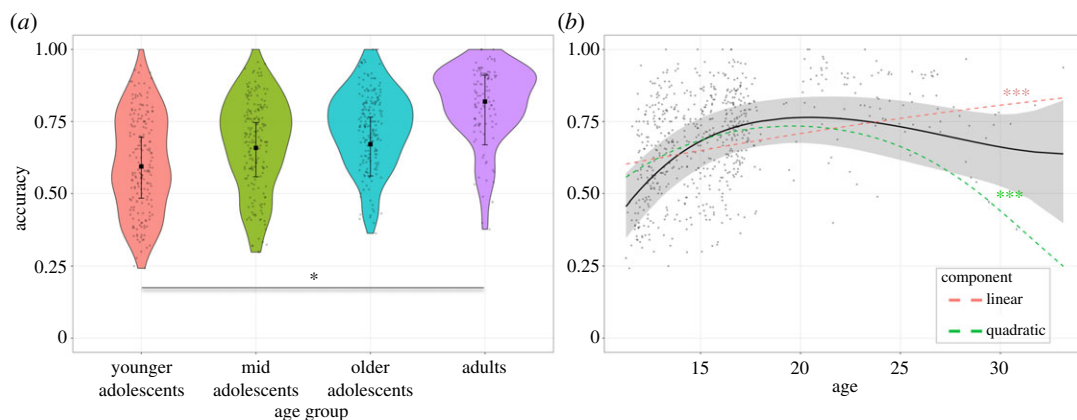 (a)
1.00
0.75
0.50
0.25
0
accuracy
*
younger
adolescents
mid
adolescents
older
adolescents
adults
age group
(b)
1.00
0.75
0.50
0.25
0
***
***
component
linear
quadratic
15
20
25
30
age